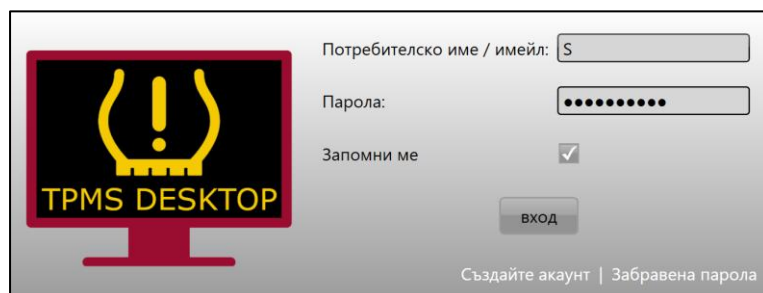 Потребителско име / имейл: S
Парола: ●●●●●●●●●●
Запомни ме
TPMS DESKTOP
вход
Създайте акаунт | Забравена парола